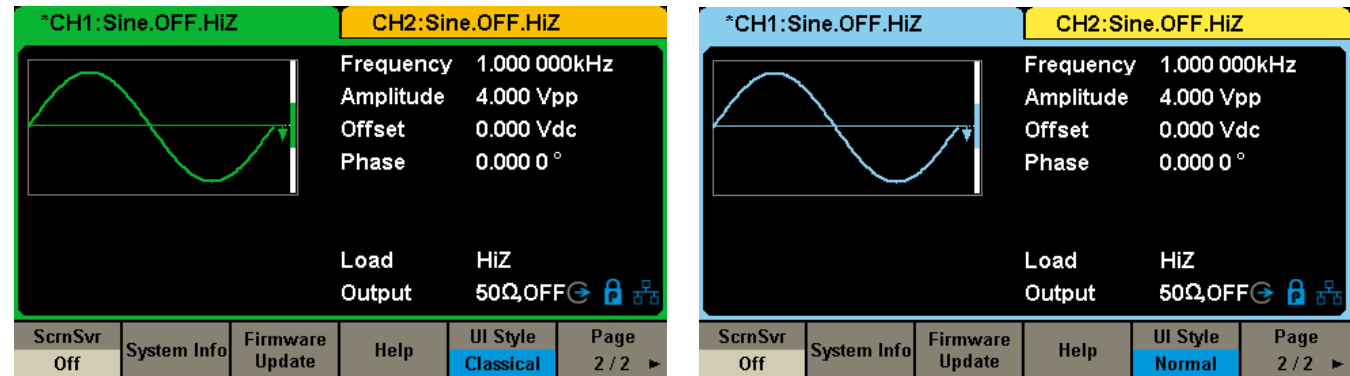 *CH1:Sine.OFF.HiZ CH2:Sine.OFF.HiZ
Frequency 1.000 000kHz
Amplitude 4.000 Vpp
Offset 0.000 Vdc
Phase 0.000 0 °
Load HiZ
Output 50Ω,OFF P
ScrnSvr Off System Info Firmware Update Help UI Style Classical Page 2/2 ►
*CH1:Sine.OFF.HiZ CH2:Sine.OFF.HiZ
Frequency 1.000 000kHz
Amplitude 4.000 Vpp
Offset 0.000 Vdc
Phase 0.000 0 °
Load HiZ
Output 50Ω,OFF P
ScrnSvr Off System Info Firmware Update Help UI Style Normal Page 2/2 ►